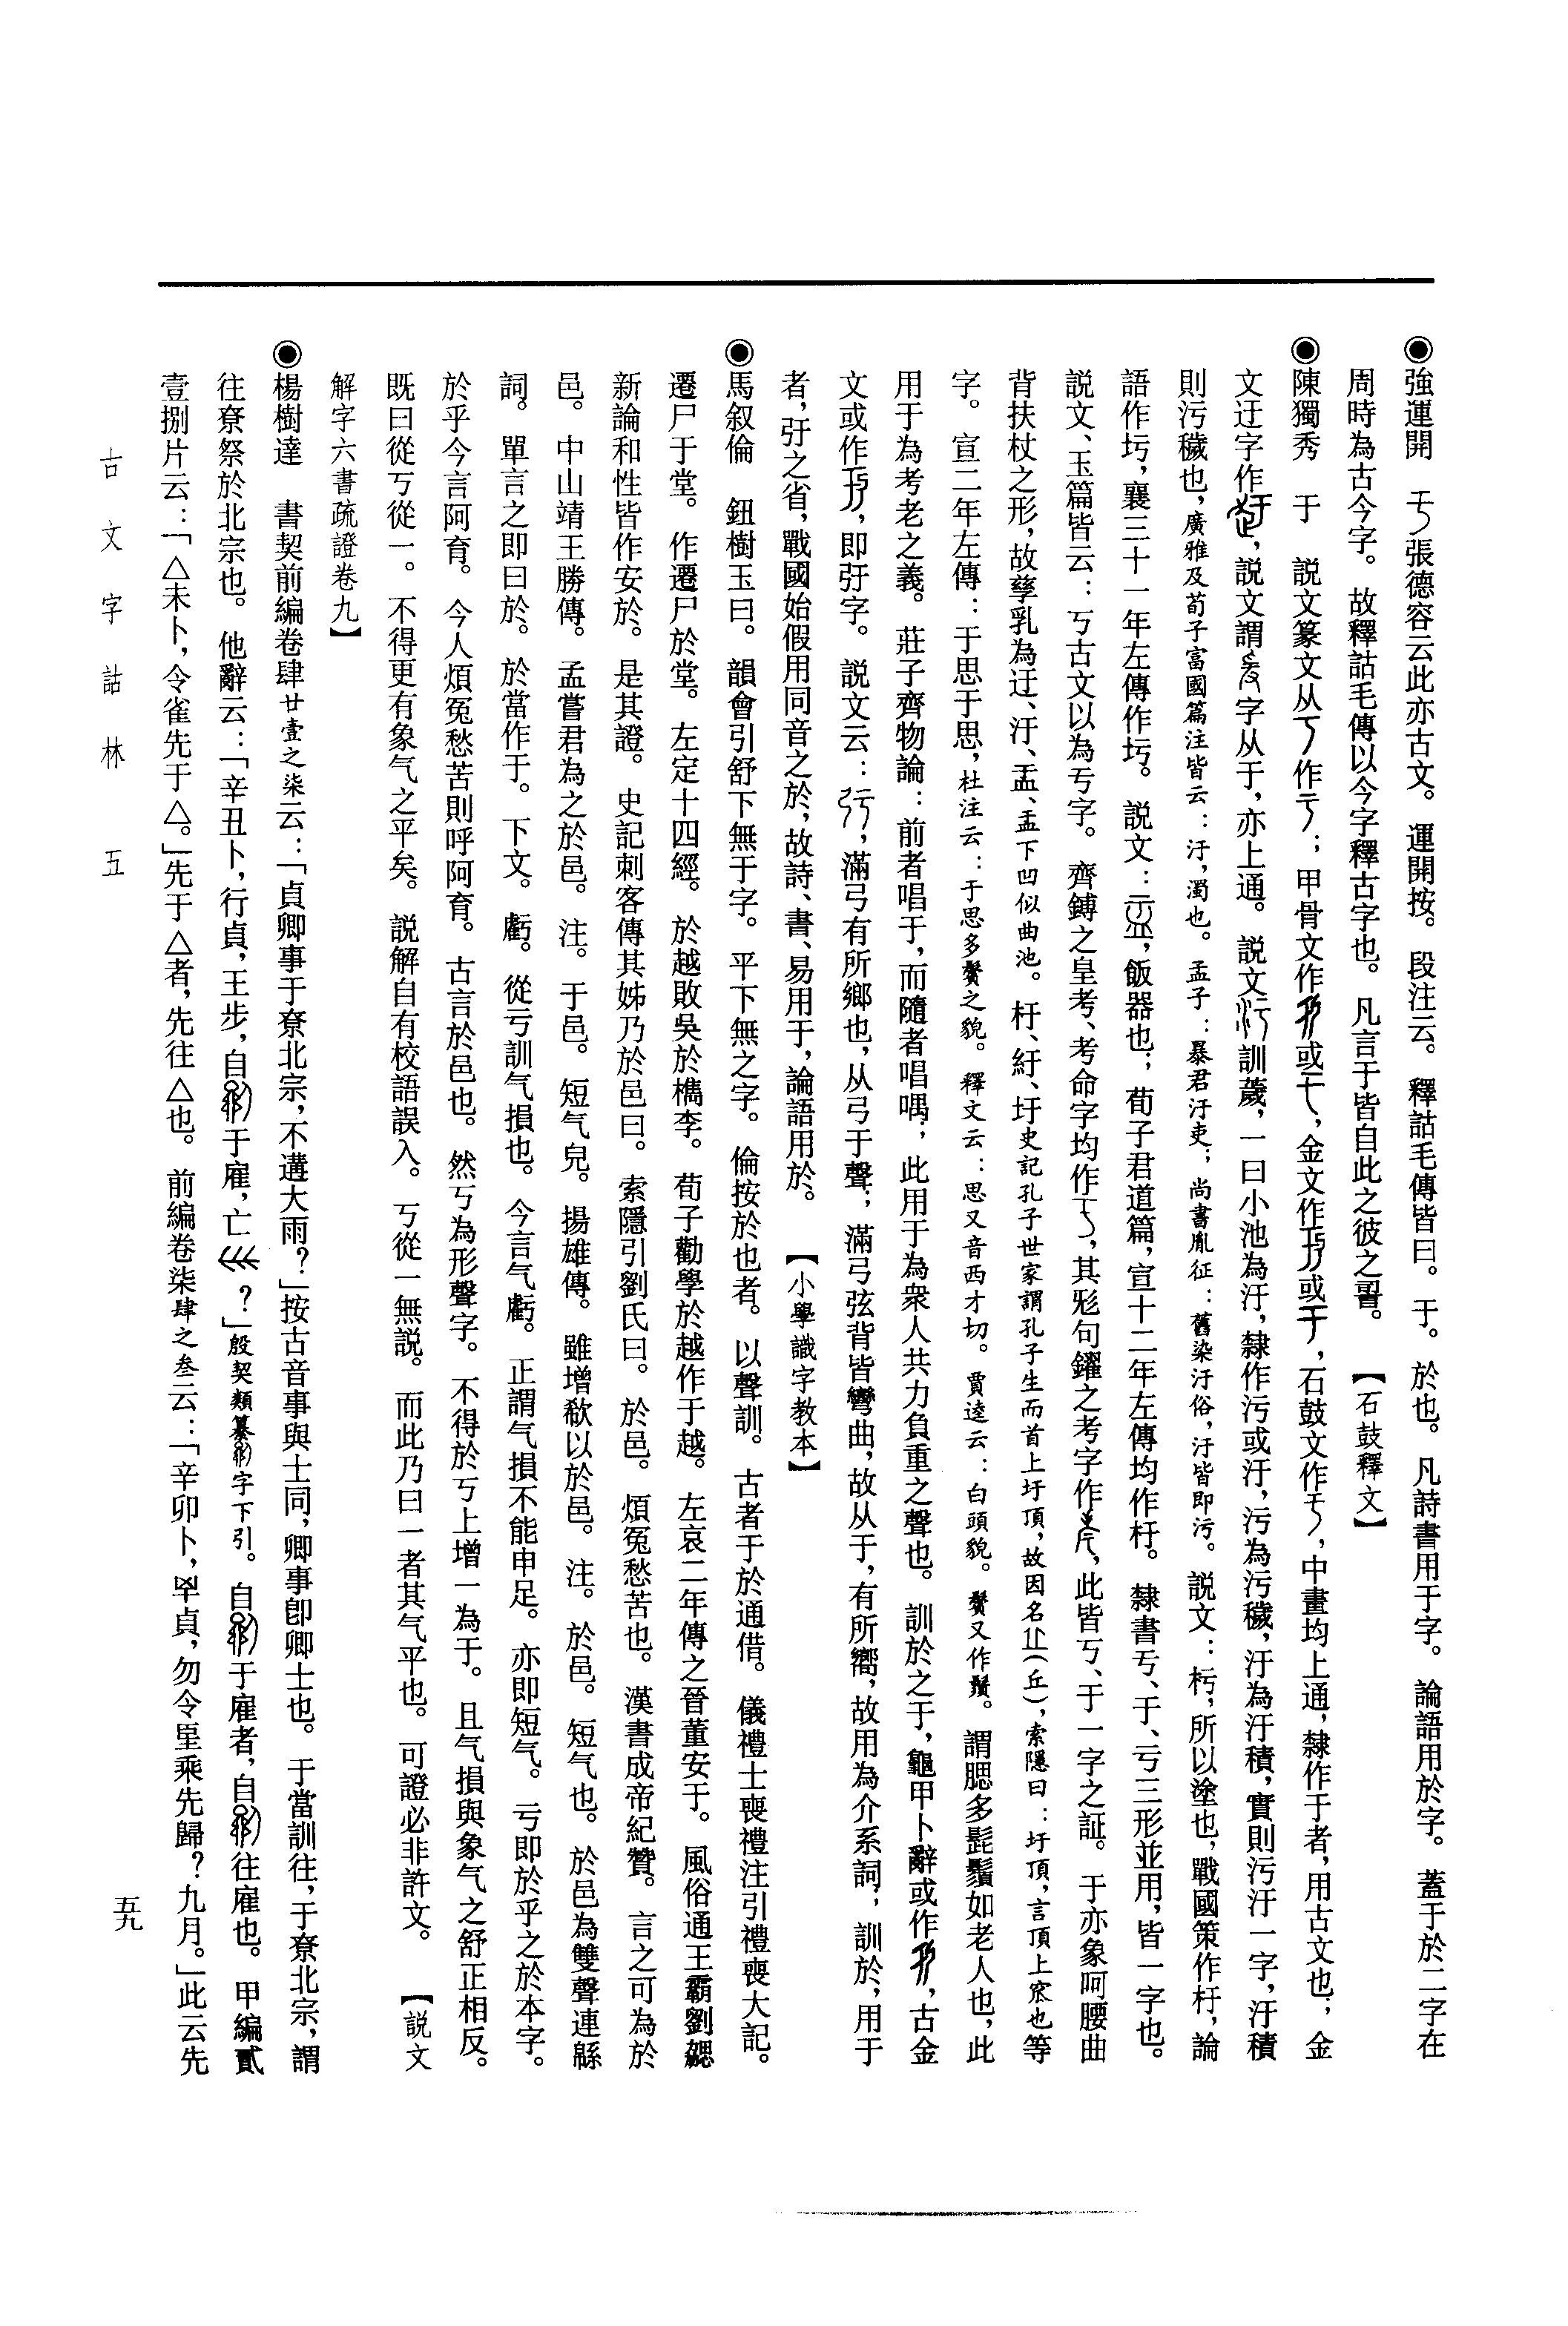 ◉強運開　張德容云此亦古文。運開按。段注云。釋詁毛傳皆曰。于。於也。凡詩書用于字。論語用於字。蓋于於二字在
周時為古今字。故釋詁毛傳以今字釋古字也。凡言于皆自此之彼之䛐。　【石鼓釋文】
◉陳獨秀　于　説文篆文从丂作；甲骨文作或，金文作或，石鼓文作，中畫均上通，隸作于者，用古文也；金
文迂字作，説文謂字从于，亦上通。説文訓薉，一曰小池為汙，隸作污或汙，污為污穢，汙為汙積，實則污汙一字，汙積
則污穢也，廣雅及荀子富國篇注皆云：汙，濁也。孟子：暴君汙吏；尚書胤征：舊染汙俗，汙皆即污。説文：杇，所以塗也，戰國策作杅，論
語作圬，襄三十一年左傳作圬。説文：，飯器也；荀子君道篇，宣十二年左傳均作杅。隸書亐、于、亏三形並用，皆一字也。
説文、玉篇皆云：丂古文以為亏字。齊鎛之皇考、考命字均作，其𠨍句鑃之考字作，此皆丂、于一字之証。于亦象呵腰曲
背扶杖之形，故孳乳為迂、汙、盂、盂下凹似曲池。杅、紆、圩史記孔子世家謂孔子生而首上圩頂，故因名丠(丘)，索隱曰：圩頂，言頂上窊也等
字。宣二年左傳：于思于思，杜注云：于思多鬢之貌。釋文云：思又音西才切。賈逵云：白頭貌。鬢又作鬚。謂腮多髭鬚如老人也，此
用于為考老之義。莊子齊物論：前者唱于，而隨者唱喁；此用于為衆人共力負重之聲也。訓於之于，龜甲卜辭或作，古金
文或作，即弙字。説文云：，滿弓有所鄉也，从弓于聲；滿弓弦背皆彎曲，故从于，有所嚮，故用為介系詞；訓於，用于
者，弙之省，戰國始假用同音之於，故詩、書、易用于，論語用於。　【小學識字教本】
◉馬叙倫　鈕樹玉曰。韻會引舒下無于字。平下無之字。倫按於也者。以聲訓。古者于於通借。儀禮士喪禮注引禮喪大記。
遷尸于堂。作遷尸於堂。左定十四經。於越敗吳於檇李。荀子勸學於越作于越。左哀二年傳之晉董安于。風俗通王霸劉勰
新論和性皆作安於。是其證。史記刺客傳其姊乃於邑曰。索隱引劉氏曰。於邑。煩冤愁苦也。漢書成帝紀贊。言之可為於
邑。中山靖王勝傳。孟嘗君為之於邑。注。于邑。短气皃。揚雄傳。雖增欷以於邑。注。於邑。短气也。於邑為雙聲連緜
詞。單言之即曰於。於當作于。下文。虧。從亏訓气損也。今言气虧。正謂气損不能申足。亦即短气。亏即於乎之於本字。
於乎今言阿育。今人煩冤愁苦則呼阿育。古言於邑也。然丂為形聲字。不得於丂上增一為于。且气損與象气之舒正相反。
既曰從丂從一。不得更有象气之平矣。説解自有校語誤入。丂從一無説。而此乃曰一者其气平也。可證必非許文。　【説文
解字六書疏證卷九】
◉楊樹達　書契前編卷肆廿壹之柒云：「貞卿事于尞北宗，不遘大雨？」按古音事與士同，卿事卽卿士也。于當訓往，于尞北宗，謂
往尞祭於北宗也。他辭云：「辛丑卜，行貞，王步，自于雇，亡？」殷契類纂字下引。自于雇者，自往雇也。甲編貳
壹捌片云：「△未卜，令雀先于△。」先于△者，先往△也。前編卷柒肆之叁云：「辛卯卜，貞，勿令乘先歸？九月。」此云先
古文字詁林　五
五九